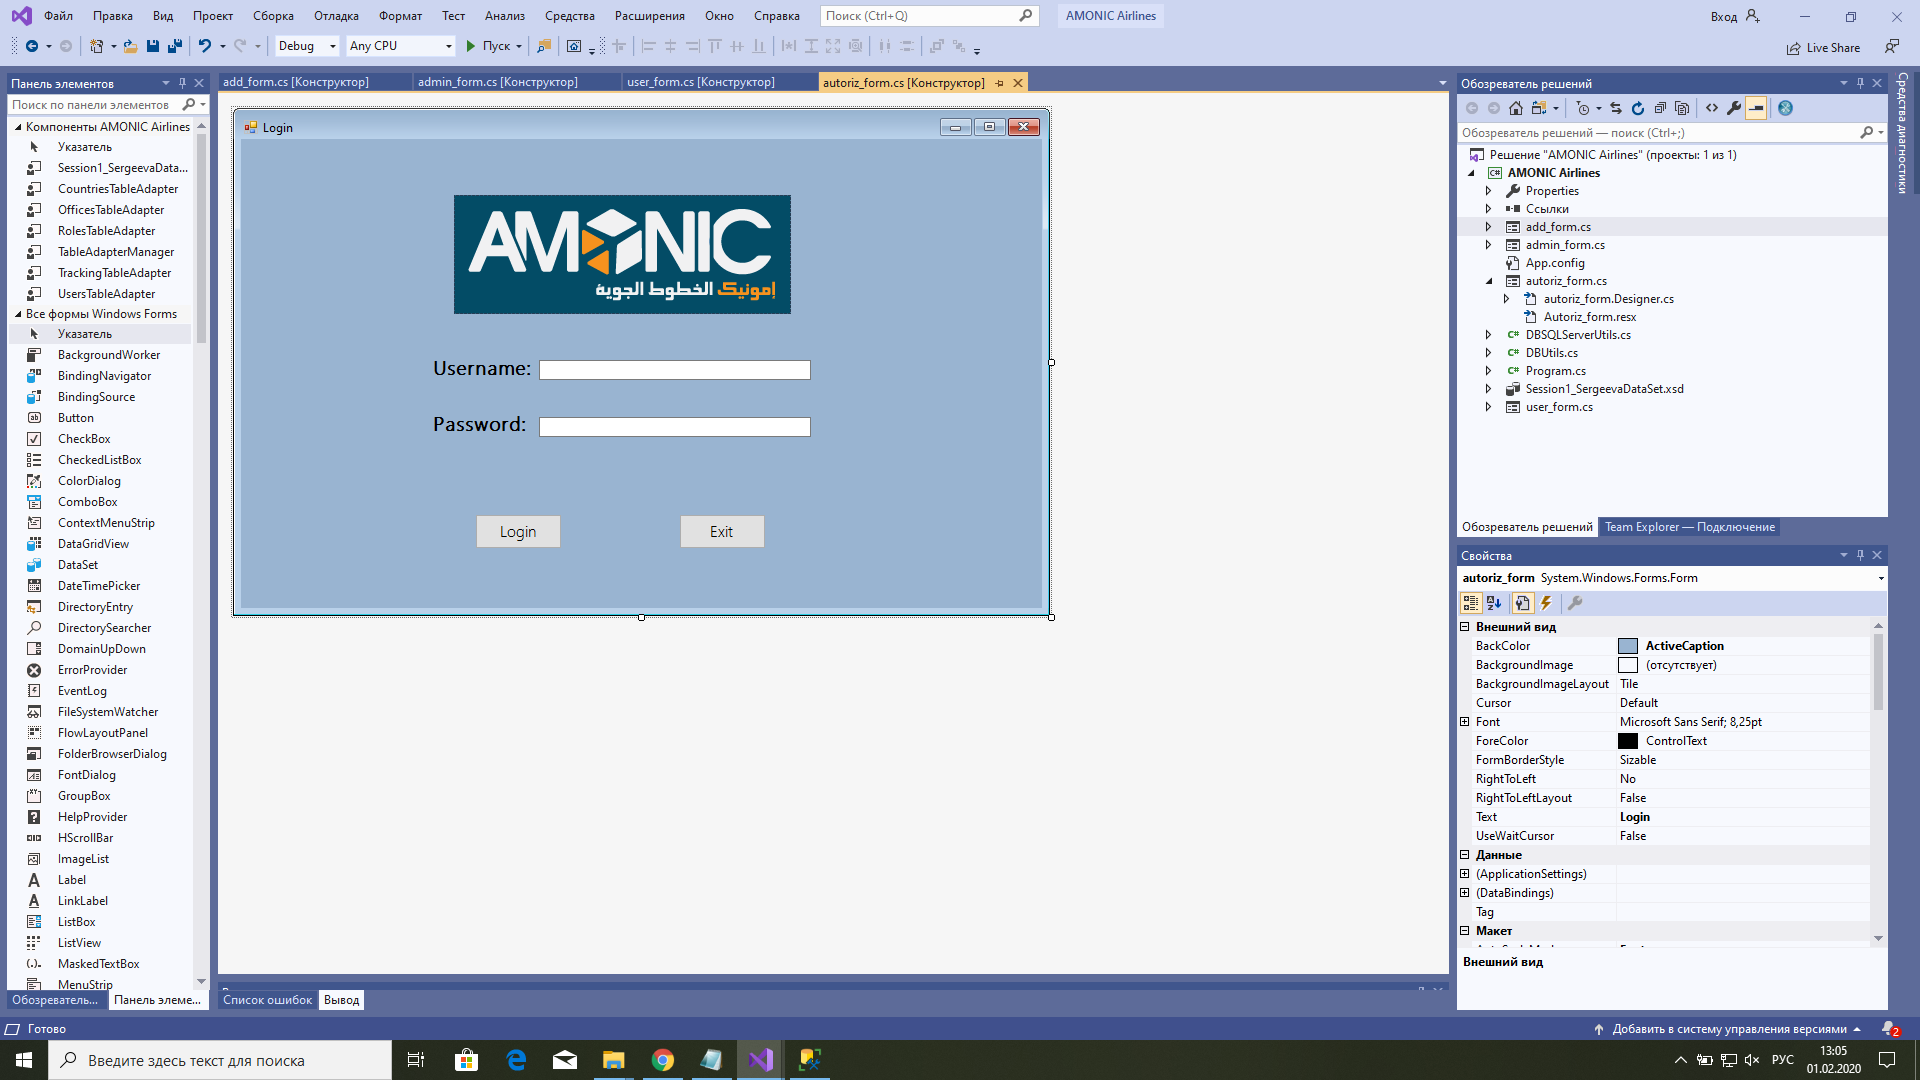 Файл Правка Вид Проект Сборка Отладка Формат Тест Анализ Средства Расширения Окно Справка Поиск (Ctrl+Q) AMONIC Airlines Вход
Debug Any CPU Пуск Live Share
Панель элементов
Поиск по панели элементов
Компоненты AMONIC Airlines
Указатель
Session1_SergeevaData...
CountriesTableAdapter
OfficesTableAdapter
RolesTableAdapter
TableAdapterManager
TrackingTableAdapter
UsersTableAdapter
Все формы Windows Forms
Указатель
BackgroundWorker
BindingNavigator
BindingSource
Button
CheckBox
CheckedListBox
ColorDialog
ComboBox
ContextMenuStrip
DataGridView
DataSet
DateTimePicker
DirectoryEntry
DirectorySearcher
DomainUpDown
ErrorProvider
EventLog
FileSystemWatcher
FlowLayoutPanel
FolderBrowserDialog
FontDialog
GroupBox
HelpProvider
HScrollBar
ImageList
Label
LinkLabel
ListBox
ListView
MaskedTextBox
MenuStrip
Обозреватель... Панель элеме...
add_form.cs [Конструктор] admin_form.cs [Конструктор] user_form.cs [Конструктор] autoriz_form.cs [Конструктор]
Login
AMONIC
إمونيك الخطوط الجوية
Username:
Password:
Login Exit
Список ошибок Вывод
Обозреватель решений
Обозреватель решений — поиск (Ctrl+;)
Решение "AMONIC Airlines" (проекты: 1 из 1)
AMONIC Airlines
Properties
Ссылки
add_form.cs
admin_form.cs
App.config
autoriz_form.cs
autoriz_form.Designer.cs
Autoriz_form.resx
DBSQLServerUtils.cs
DBUtils.cs
Program.cs
Session1_SergeevaDataSet.xsd
user_form.cs
Обозреватель решений Team Explorer — Подключение
Средства диагностики
Свойства
autoriz_form System.Windows.Forms.Form
Внешний вид
BackColor ActiveCaption
BackgroundImage (отсутствует)
BackgroundImageLayout Tile
Cursor Default
Font Microsoft Sans Serif; 8,25pt
ForeColor ControlText
FormBorderStyle Sizable
RightToLeft No
RightToLeftLayout False
Text Login
UseWaitCursor False
Данные
(ApplicationSettings)
(DataBindings)
Tag
Макет
Внешний вид
Готово Добавить в систему управления версиями 2
Введите здесь текст для поиска РУС 13:05
01.02.2020